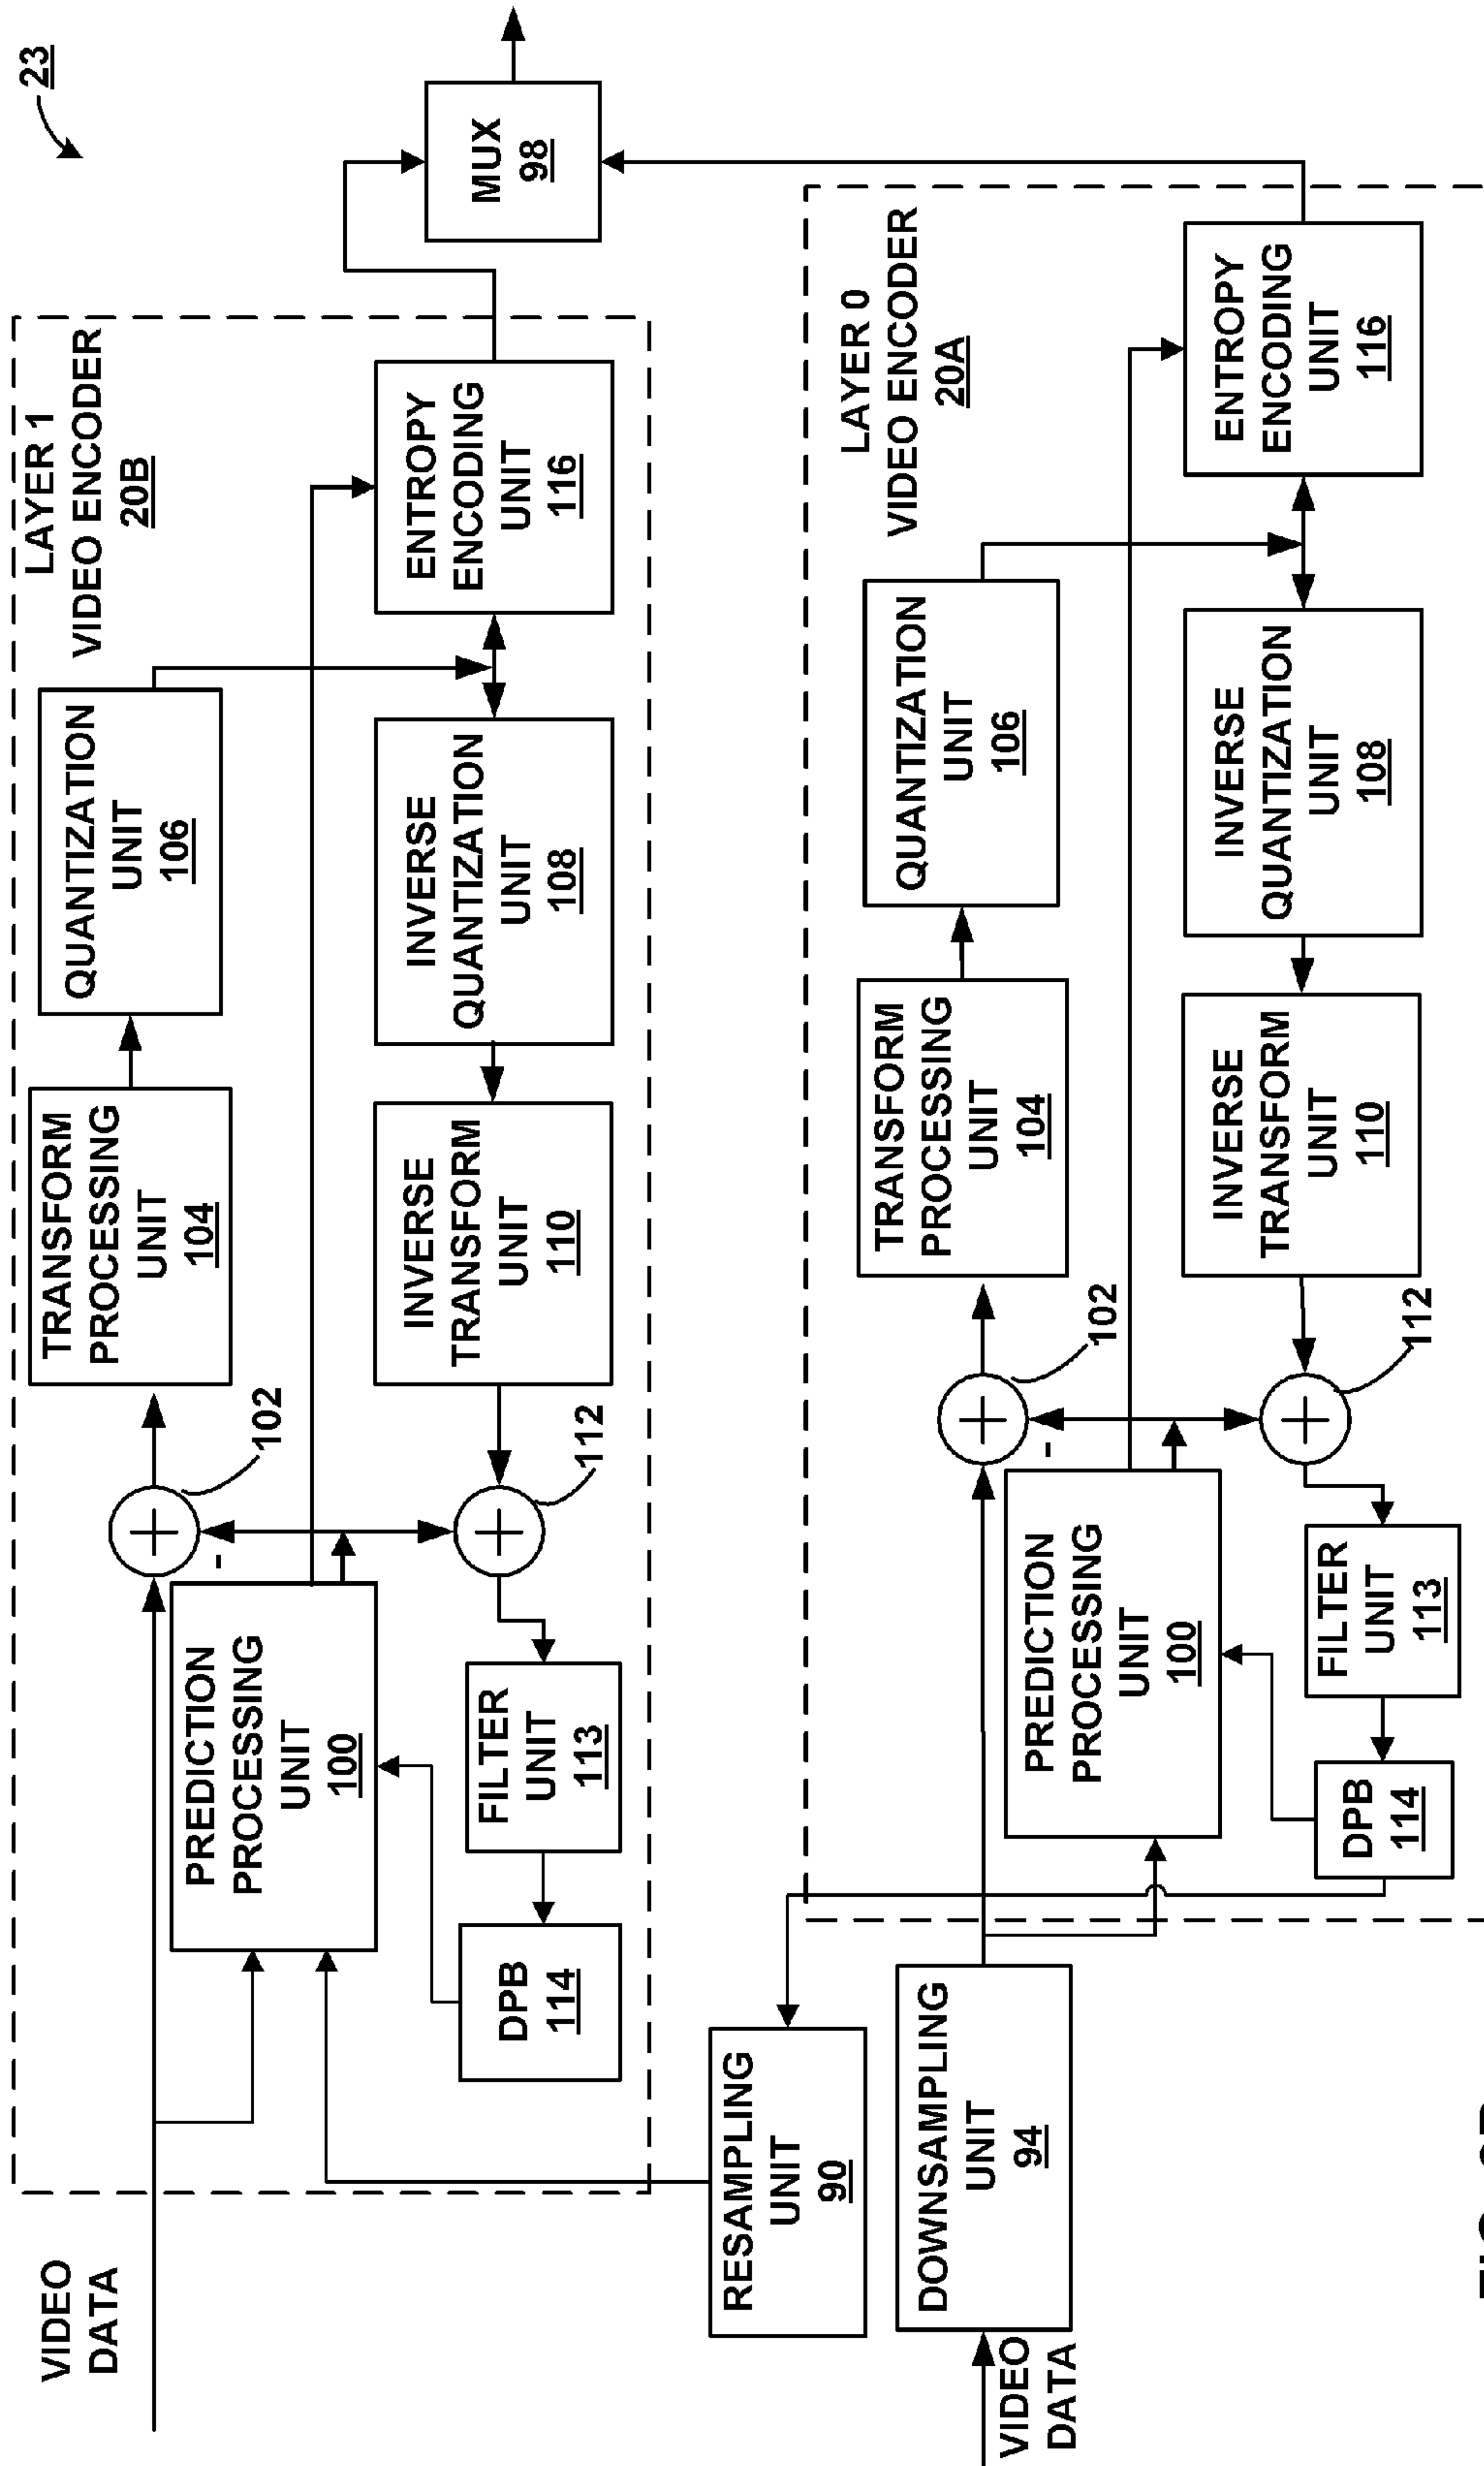 23
LAYER 1
VIDEO ENCODER
20B
VIDEO
DATA
TRANSFORM
PROCESSING
UNIT
104
QUANTIZATION
UNIT
106
102
-
PREDICTION
PROCESSING
UNIT
100
INVERSE
TRANSFORM
UNIT
110
INVERSE
QUANTIZATION
UNIT
108
ENTROPY
ENCODING
UNIT
116
MUX
98
112
FILTER
UNIT
113
DPB
114
RESAMPLING
UNIT
90
LAYER 0
VIDEO ENCODER
20A
DOWNSAMPLING
UNIT
94
VIDEO
DATA
TRANSFORM
PROCESSING
UNIT
104
QUANTIZATION
UNIT
106
102
-
PREDICTION
PROCESSING
UNIT
100
INVERSE
TRANSFORM
UNIT
110
INVERSE
QUANTIZATION
UNIT
108
ENTROPY
ENCODING
UNIT
116
112
FILTER
UNIT
113
DPB
114